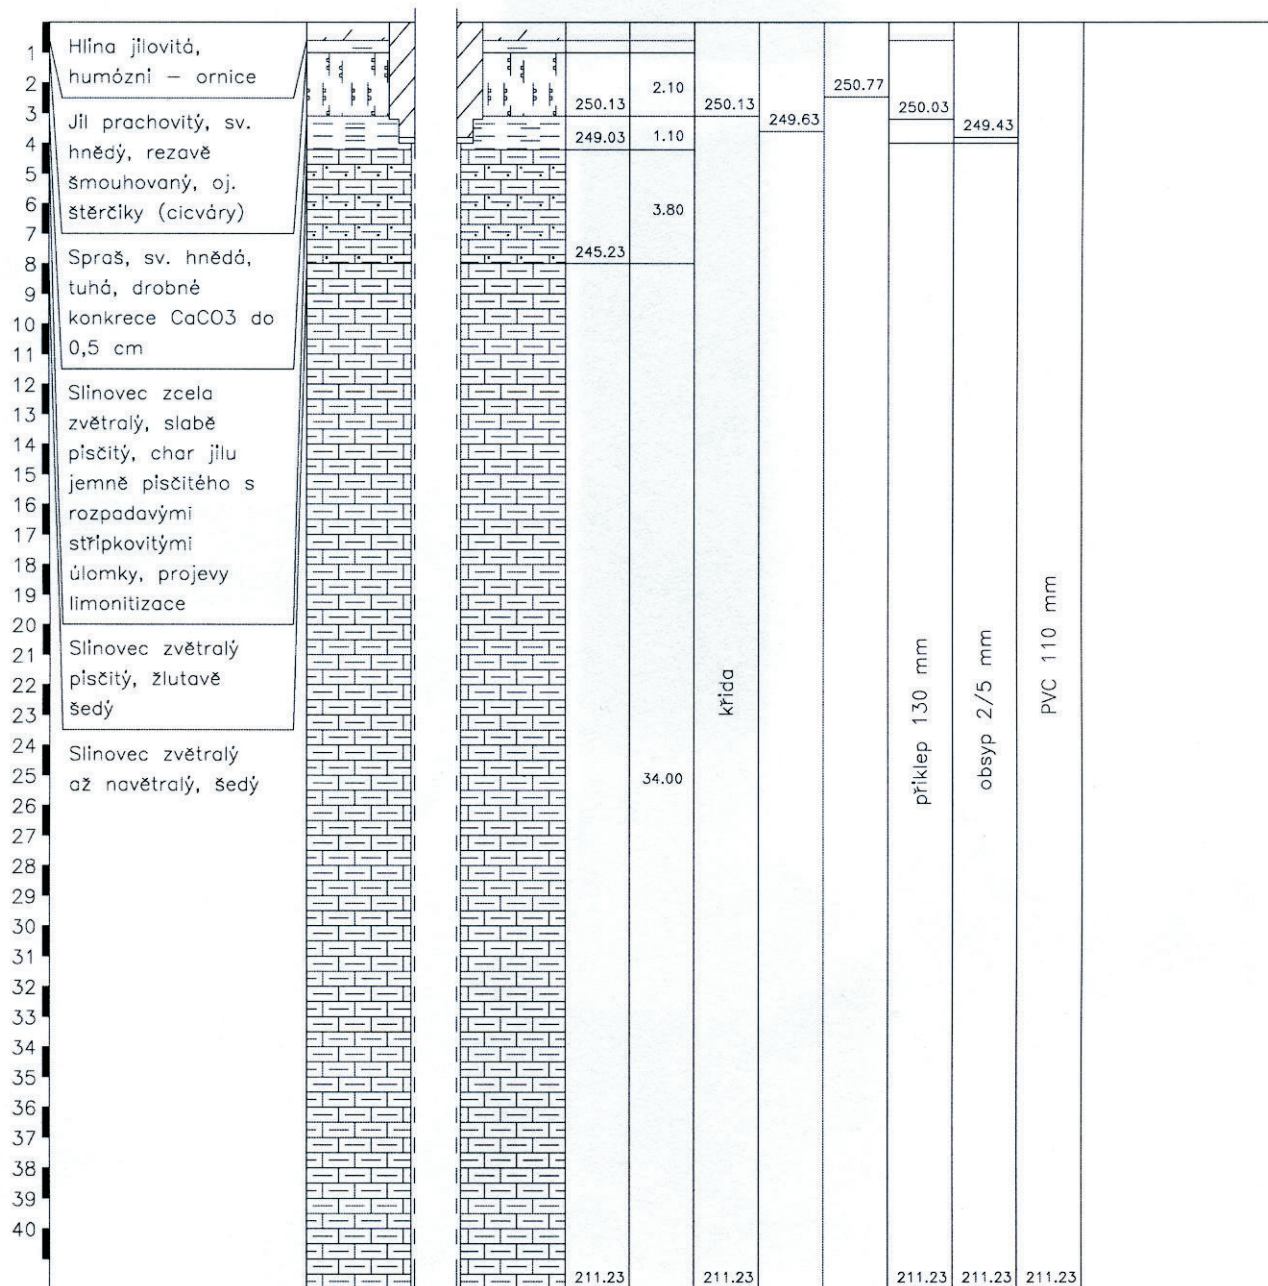 1
2
3
4
5
6
7
8
9
10
11
12
13
14
15
16
17
18
19
20
21
22
23
24
25
26
27
28
29
30
31
32
33
34
35
36
37
38
39
40
Hlína jílovitá,
humózní – ornice
Jíl prachovitý, sv.
hnědý, rezavě
šmouhovaný, oj.
štěrčíky (cicváry)
Spraš, sv. hnědá,
tuhá, drobné
konkrece CaCO3 do
0,5 cm
Slínovec zcela
zvětralý, slabě
písčitý, char jílu
jemně písčitého s
rozpadavými
střípkovitými
úlomky, projevy
limonitizace
Slínovec zvětralý
písčitý, žlutavě
šedý
Slínovec zvětralý
až navětralý, šedý
250.13
249.03
245.23
211.23
2.10
1.10
3.80
34.00
250.13
křída
211.23
249.63
250.77
250.03
příklep 130 mm
211.23
249.43
obsyp 2/5 mm
211.23
PVC 110 mm
211.23